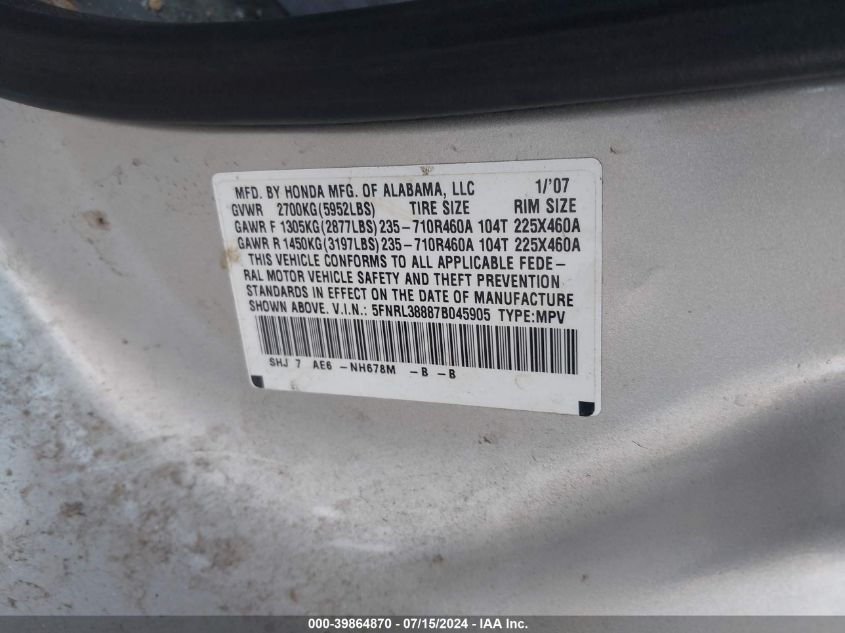 MFD. BY HONDA MFG. OF ALABAMA, LLC 1/'07
GVWR 2700KG(5952LBS) TIRE SIZE RIM SIZE
GAWR F 1305KG(2877LBS)235-710R460A 104T 225X460A
GAWR R 1450KG(3197LBS)235-710R460A 104T 225X460A
THIS VEHICLE CONFORMS TO ALL APPLICABLE FEDE-
RAL MOTOR VEHICLE SAFETY AND THEFT PREVENTION
STANDARDS IN EFFECT ON THE DATE OF MANUFACTURE
SHOWN ABOVE. V.I.N.: 5FNRL38887B045905 TYPE:MPV
SHJ 7 AE6 -NH678M -B -B
000-39864870 - 07/15/2024 - IAA Inc.